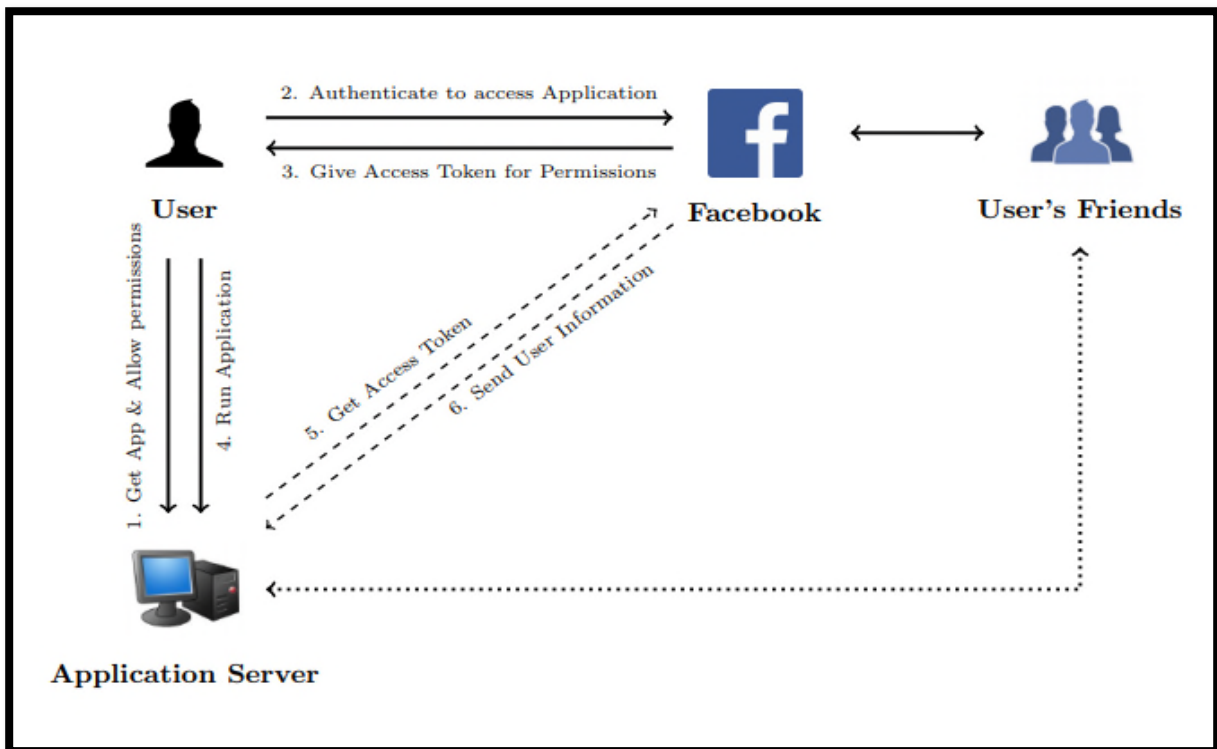 2. Authenticate to access Application
3. Give Access Token for Permissions
User
Facebook
User's Friends
1. Get App & Allow permissions
4. Run Application
5. Get Access Token
6. Send User Information
Application Server